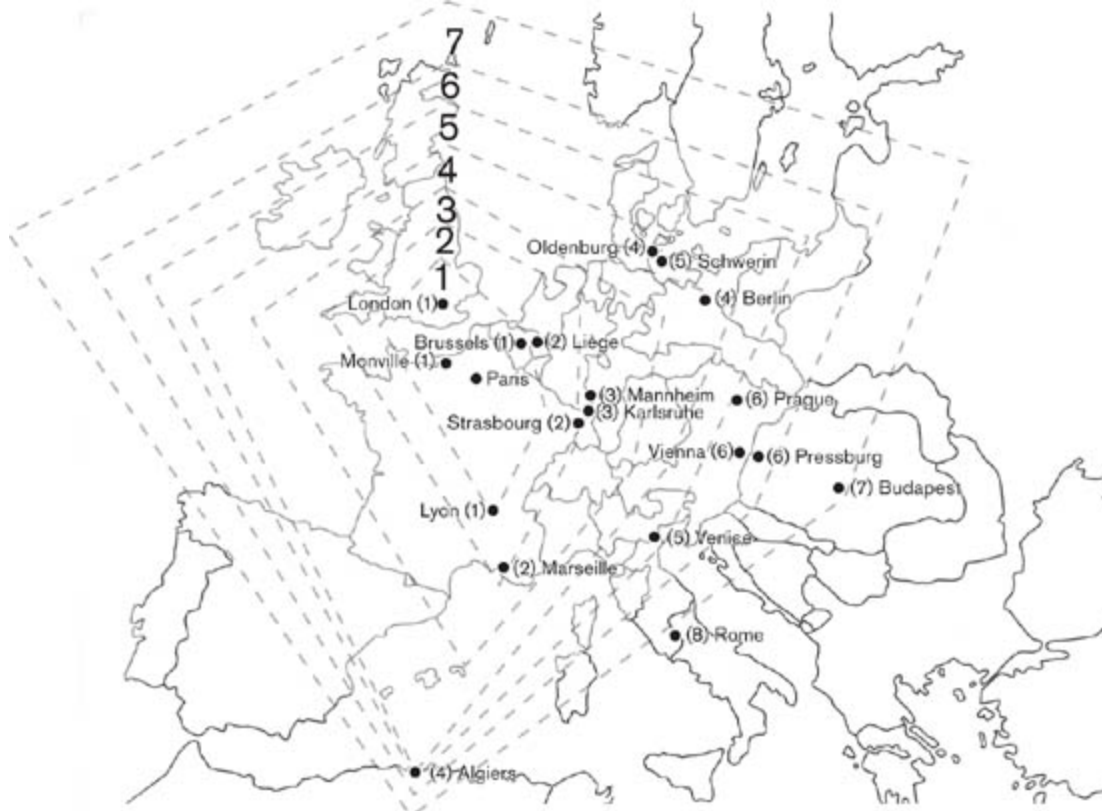 7
6
5
4
3
2
1
Oldenburg (4)
(5) Schwerin
(4) Berlin
London (1)
Brussels (1)
(2) Liège
Monville (1)
Paris
(3) Mannheim
(3) Karlsruhe
(6) Prague
Strasbourg (2)
Vienna (6)
(6) Pressburg
(7) Budapest
Lyon (1)
(5) Venise
(2) Marseille
(8) Rome
(4) Algiers